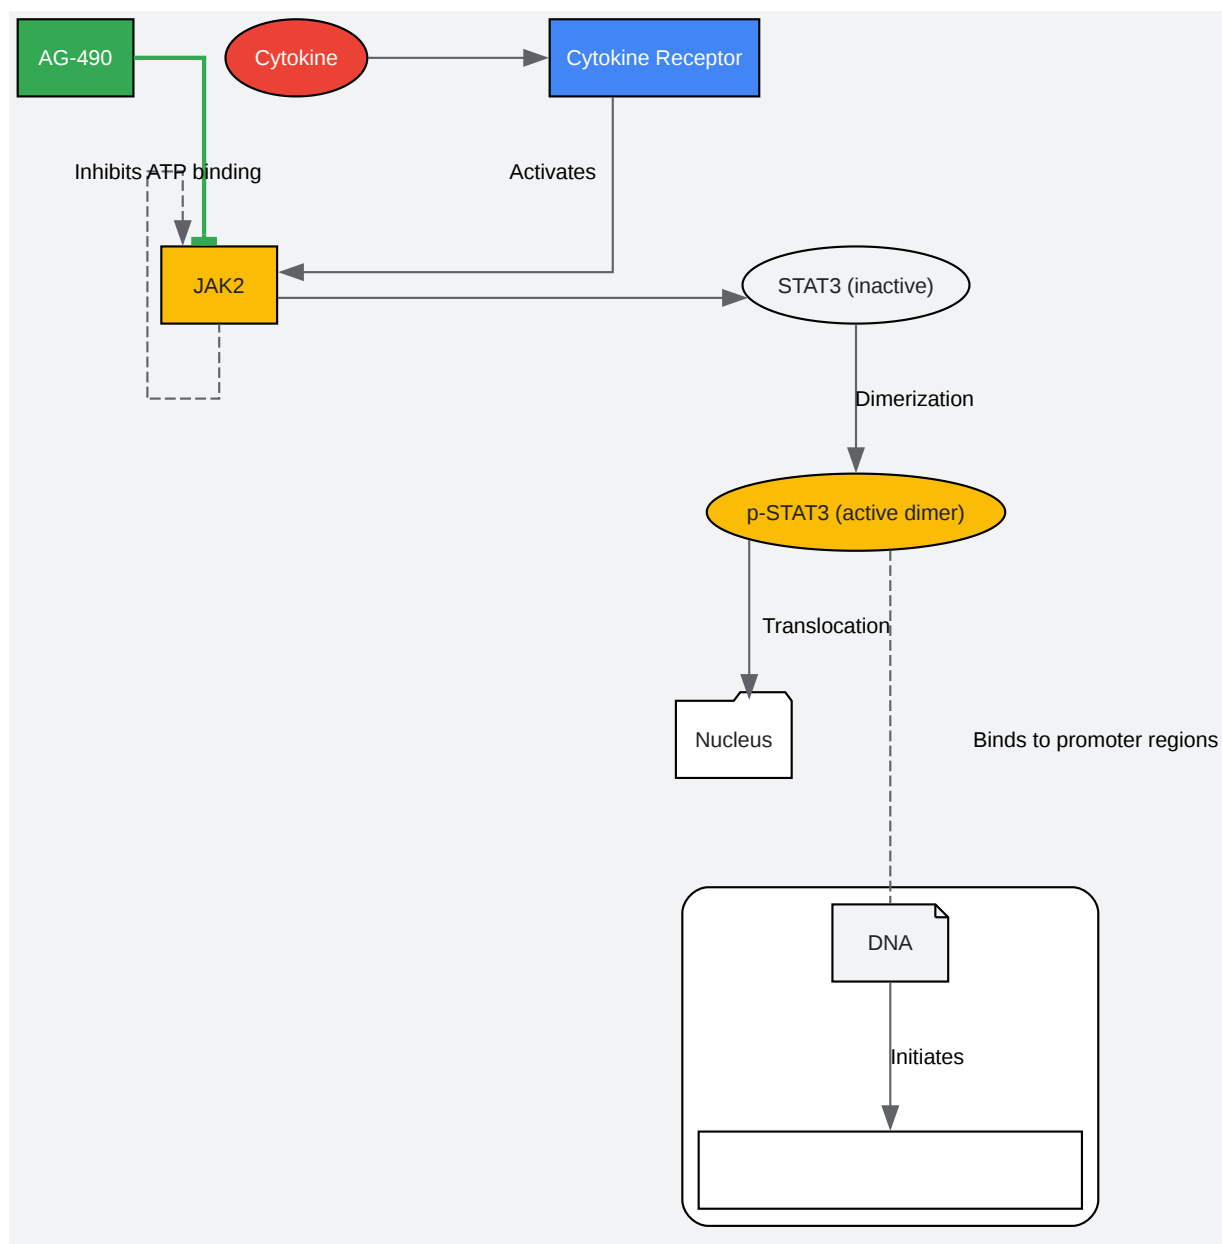 AG-490
Cytokine
Cytokine Receptor
Inhibits ATP binding
Activates
JAK2
STAT3 (inactive)
Dimerization
p-STAT3 (active dimer)
Translocation
Nucleus
Binds to promoter regions
DNA
Initiates